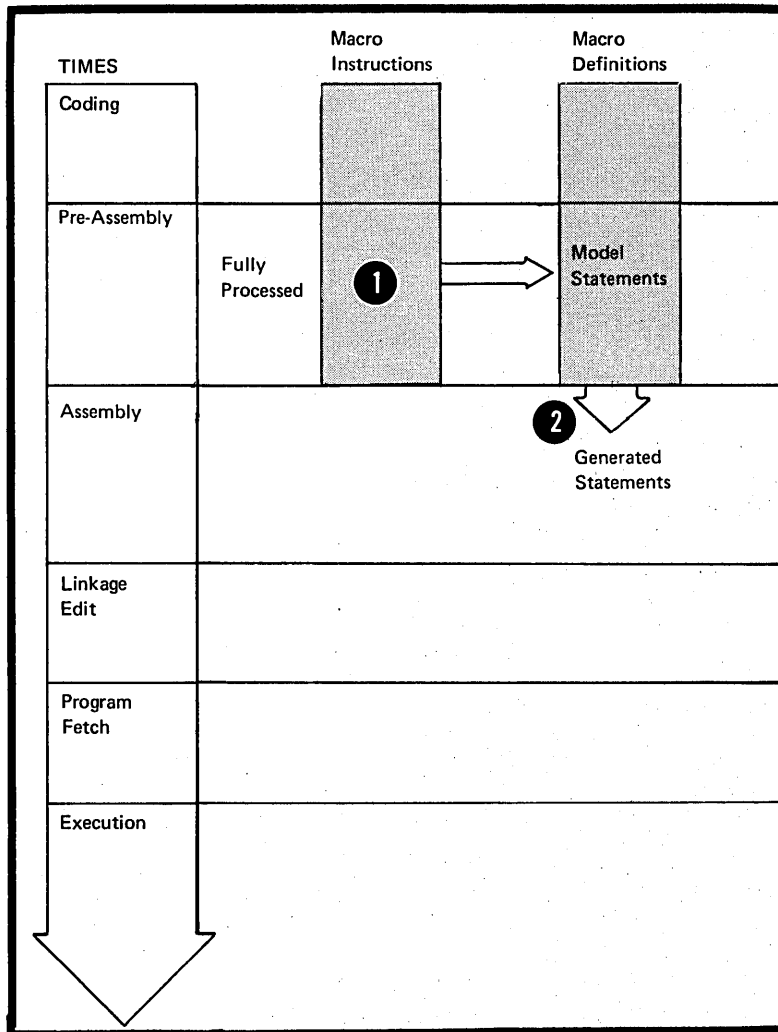 Macro
Instructions
Macro
Definitions
TIMES
Coding
Pre-Assembly
Fully
Processed
1
Model
Statements
Assembly
2
Generated
Statements
Linkage
Edit
Program
Fetch
Execution